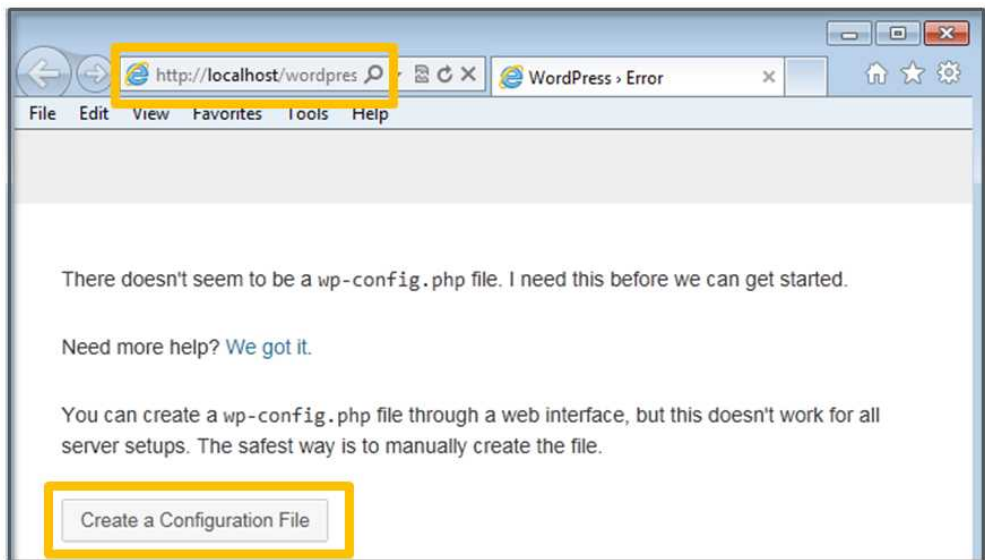 http://localhost/wordpres
WordPress › Error
File Edit View Favorites Tools Help
There doesn't seem to be a wp-config.php file. I need this before we can get started.
Need more help? We got it.
You can create a wp-config.php file through a web interface, but this doesn't work for all
server setups. The safest way is to manually create the file.
Create a Configuration File